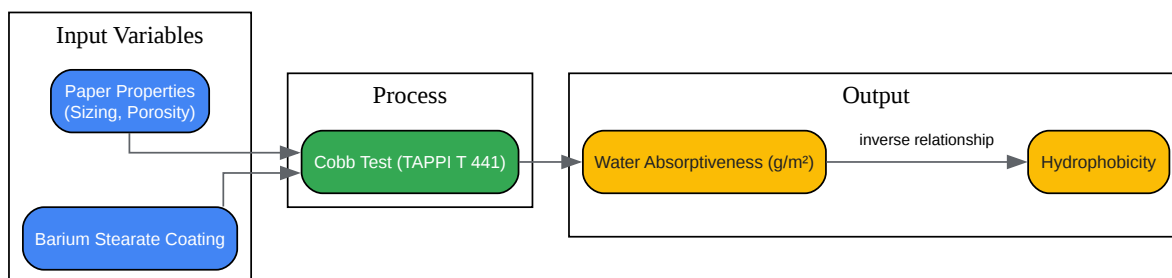 Input Variables
Paper Properties
(Sizing, Porosity)
Barium Stearate Coating
Process
Cobb Test (TAPPI T 441)
Output
Water Absorptiveness (g/m²)
inverse relationship
Hydrophobicity